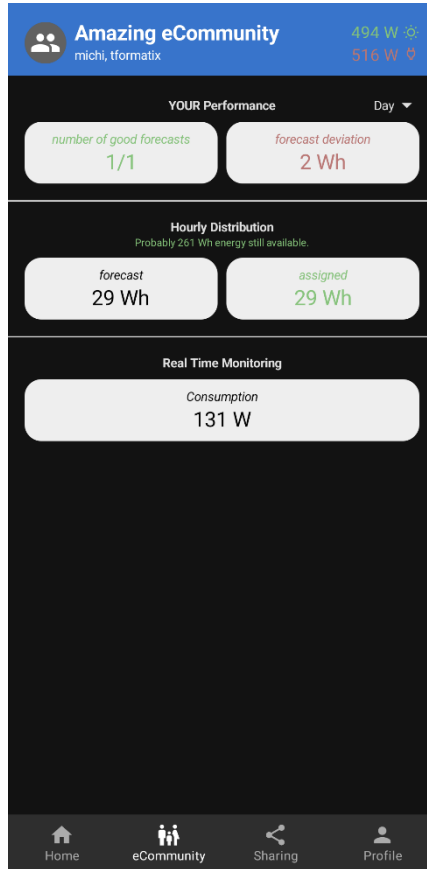 Amazing eCommunity
michi, tformatix
494 W
516 W
YOUR Performance
Day
number of good forecasts
1/1
forecast deviation
2 Wh
Hourly Distribution
Probably 261 Wh energy still available.
forecast
29 Wh
assigned
29 Wh
Real Time Monitoring
Consumption
131 W
Home
eCommunity
Sharing
Profile